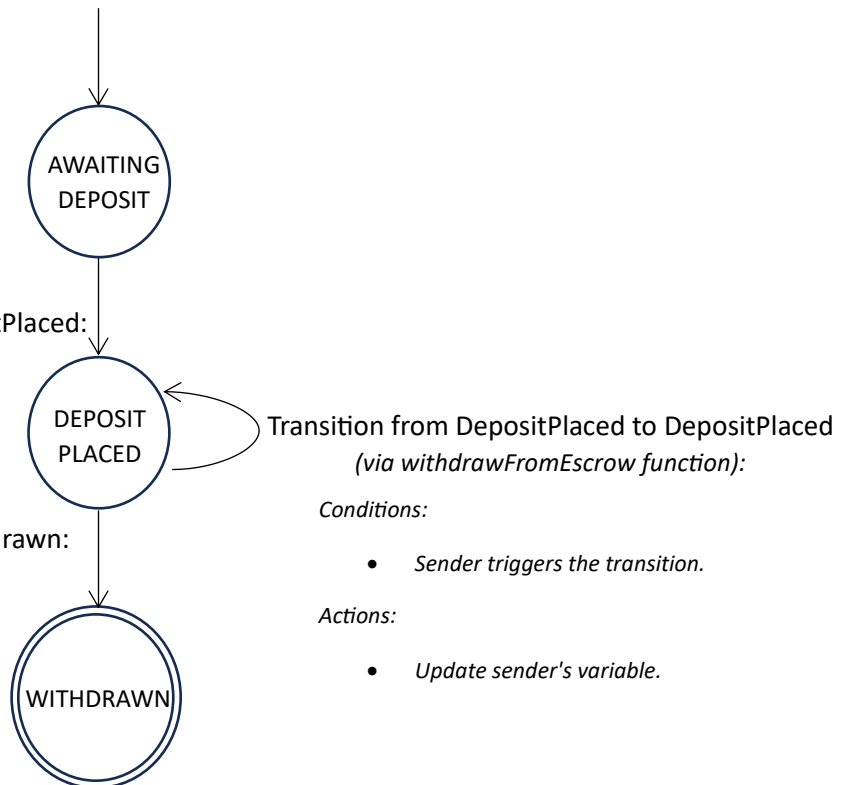 AWAITING
DEPOSIT
Placed:
DEPOSIT
PLACED
Transition from DepositPlaced to DepositPlaced
(via withdrawFromEscrow function):
Conditions:
• Sender triggers the transition.
rawn:
Actions:
• Update sender's variable.
WITHDRAWN